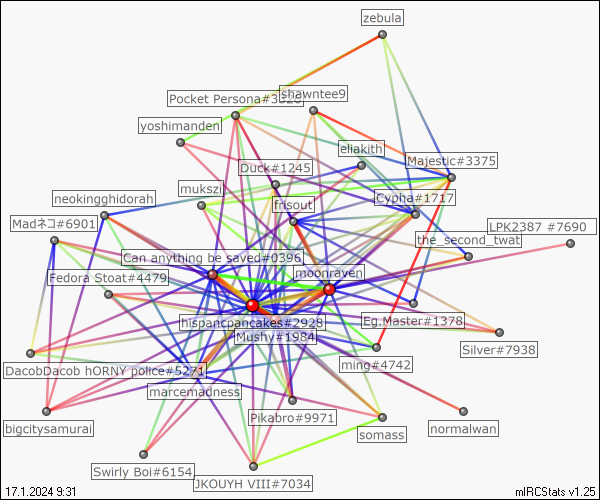 zebula
Pocket Persona#3
shawntee9
yoshimanden
eliakith
Majestic#3375
Duck#1245
mukszi
neokingghidorah
Cypha#1717
frisout
Madネコ#6901
LPK2387 #7690
the_second_twat
Can anything be saved#0396
moonraven
Fedora Stoat#4479
hispancpancakes#2928
Eg.Master#1378
Mushy#1984
Silver#7938
DacobDacob hORNY police#5271
ming#4742
marcemadness
Pikabro#9971
bigcitysamurai
somass
normalwan
Swirly Boi#6154
JKOUYH VIII#7034
17.1.2024 9:31
mIRCStats v1.25